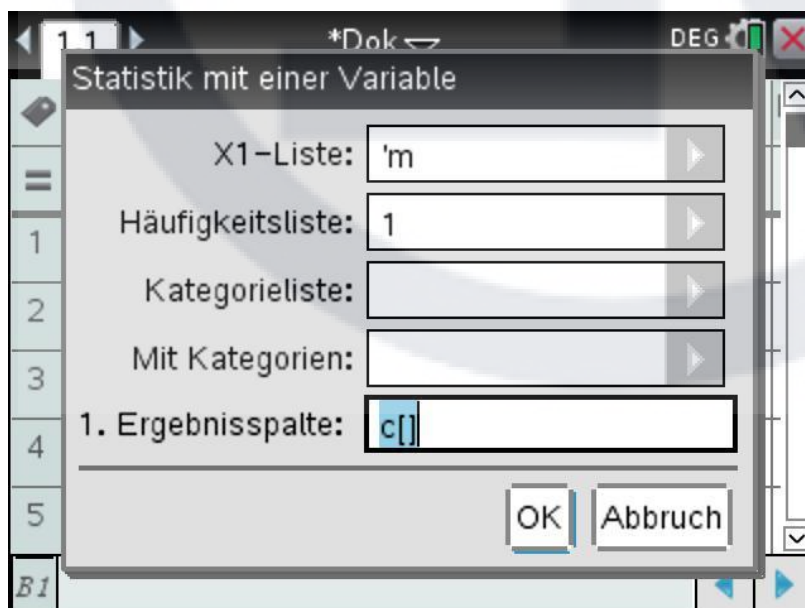 1.1 *Dok DEG
Statistik mit einer Variable
X1-Liste: 'm
Häufigkeitsliste: 1
Kategorieliste:
Mit Kategorien:
1. Ergebnisspalte: c[]
OK Abbruch
=
1
2
3
4
5
B1